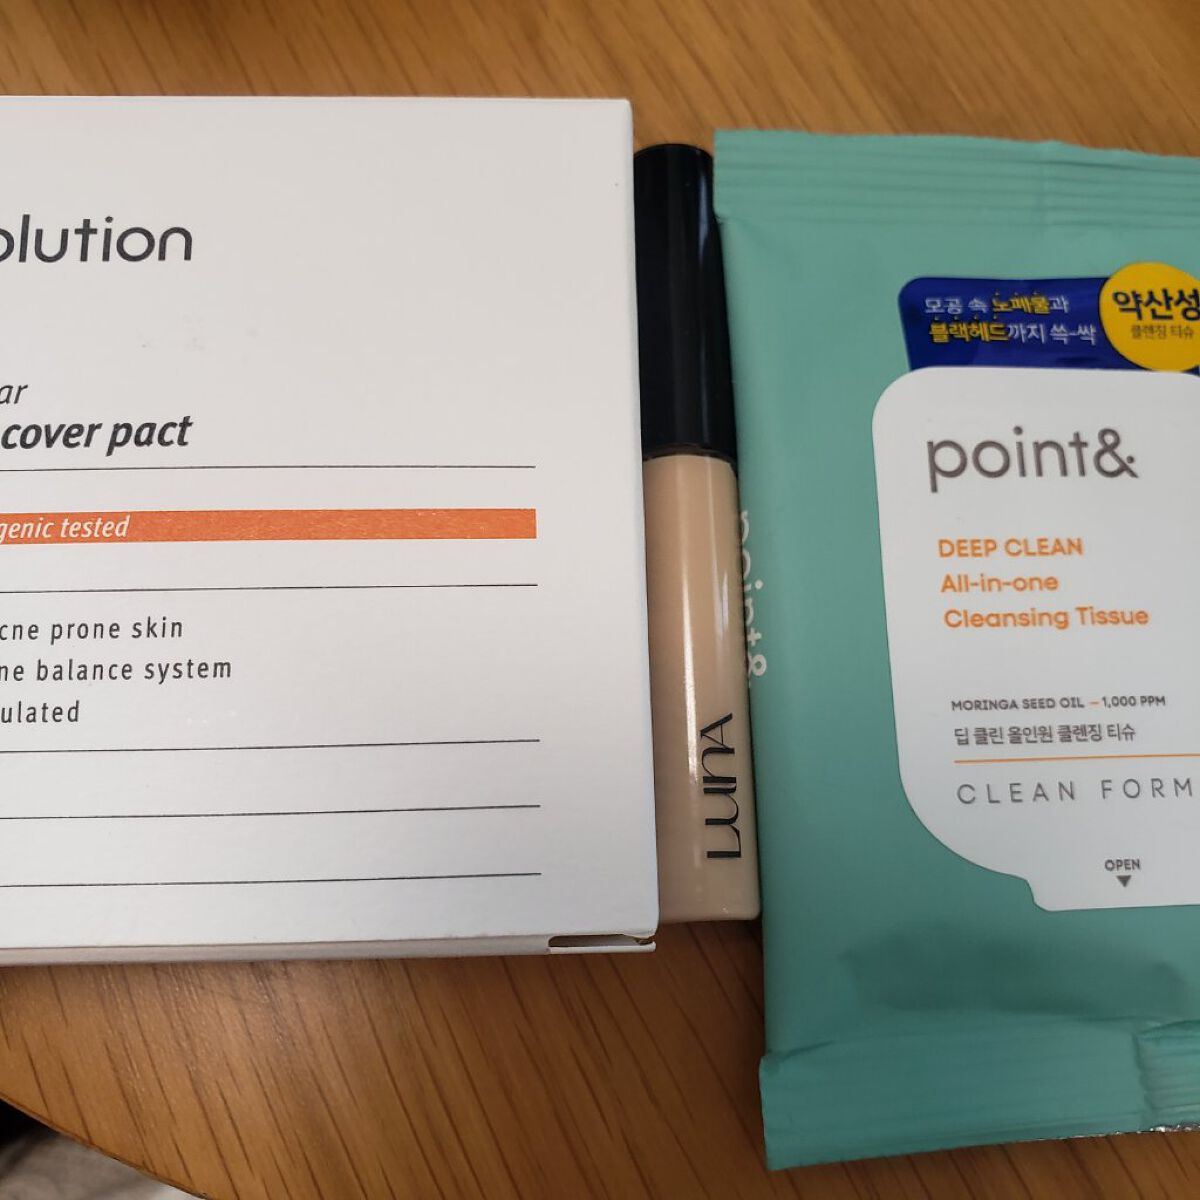 olution
ar
cover pact
genic tested
cne prone skin
ne balance system
ulated
LUNA
point&
모공 속 노폐물과
블랙헤드까지 쓱-싹
약산성
클렌징 티슈
point&
DEEP CLEAN
All-in-one
Cleansing Tissue
MORINGA SEED OIL – 1,000 PPM
딥 클린 올인원 클렌징 티슈
CLEAN FORM
OPEN